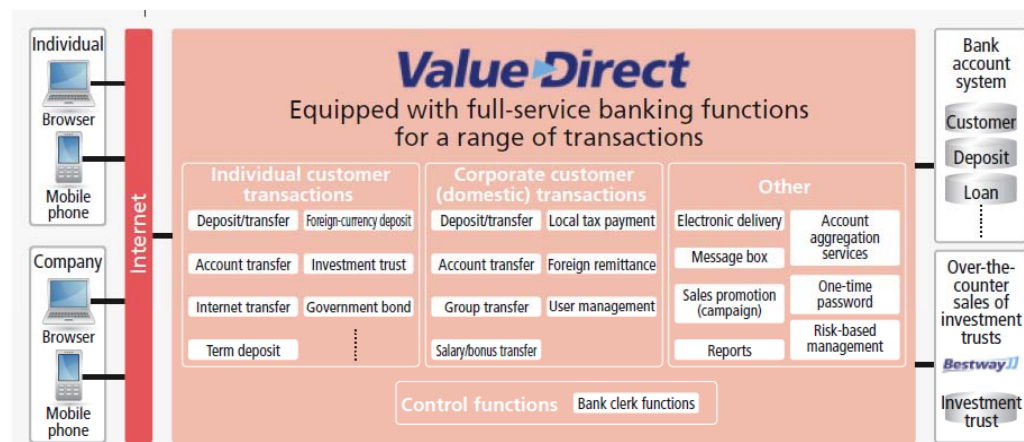 Individual
Browser
Mobile
phone
Company
Browser
Mobile
phone
Internet
Value Direct
Equipped with full-service banking functions
for a range of transactions
Individual customer
transactions
Deposit/transfer
Foreign-currency deposit
Account transfer
Investment trust
Internet transfer
Government bond
Term deposit
Corporate customer
(domestic) transactions
Deposit/transfer
Local tax payment
Account transfer
Foreign remittance
Group transfer
User management
Salary/bonus transfer
Other
Electronic delivery
Message box
Sales promotion
(campaign)
Reports
Account
aggregation
services
One-time
password
Risk-based
management
Control functions
Bank clerk functions
Bank
account
system
Customer
Deposit
Loan
Over-the-
counter
sales of
investment
trusts
BestwayJJ
Investment
trust